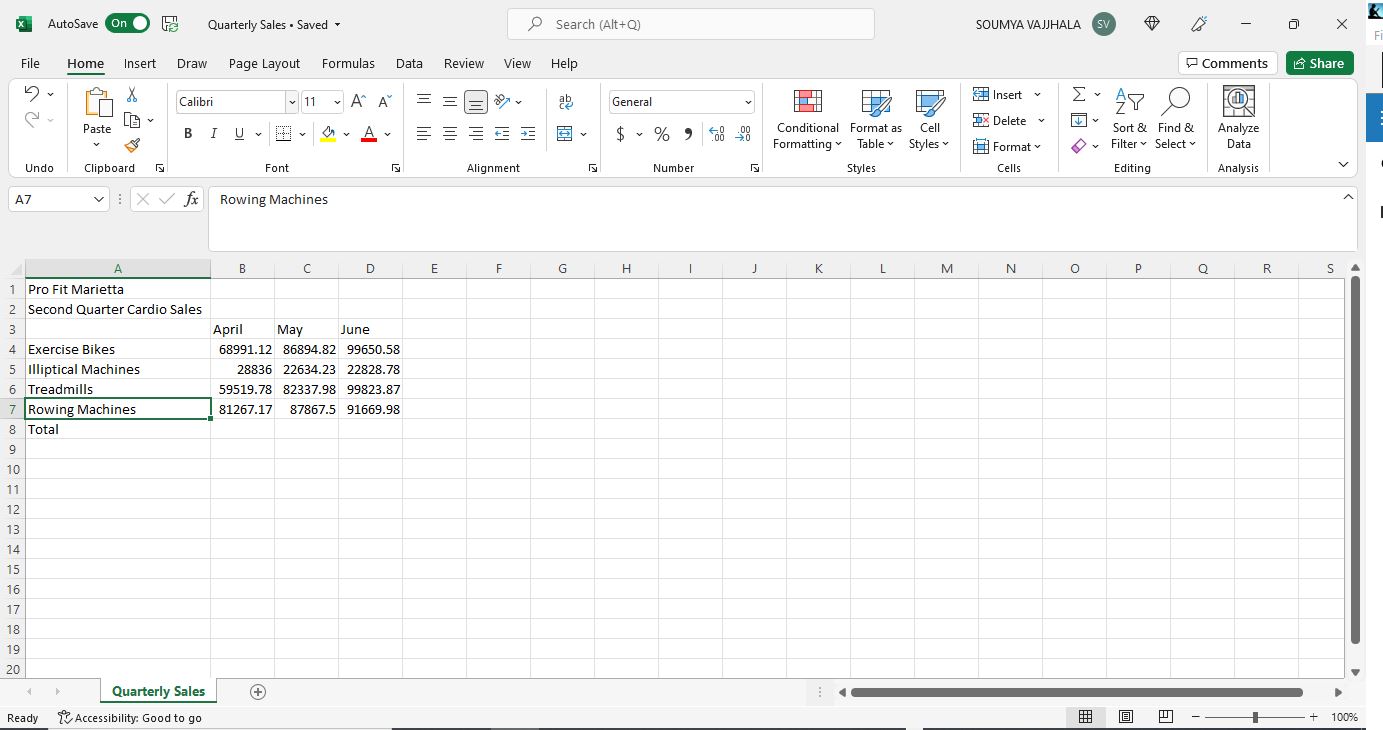 AutoSave On Quarterly Sales • Saved Search (Alt+Q) SOUMYA VAJJHALA SV
File Home Insert Draw Page Layout Formulas Data Review View Help Comments Share
Calibri 11 A A ab General Insert
Paste B I U A $ % Conditional Formatting Format as Table Cell Styles Delete Sort & Filter Find & Select Analyze Data
Format
Undo Clipboard Font Alignment Number Styles Cells Editing Analysis
A7 fx Rowing Machines
A B C D E F G H I J K L M N O P Q R S
1 Pro Fit Marietta
2 Second Quarter Cardio Sales
3 April May June
4 Exercise Bikes 68991.12 86894.82 99650.58
5 Illiptical Machines 28836 22634.23 22828.78
6 Treadmills 59519.78 82337.98 99823.87
7 Rowing Machines 81267.17 87867.5 91669.98
8 Total
9
10
11
12
13
14
15
16
17
18
19
20
Quarterly Sales
Ready Accessibility: Good to go 100%